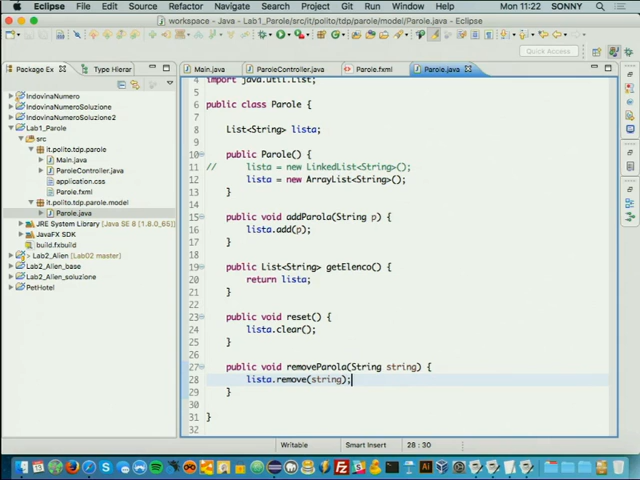 Eclipse File Edit Source Refactor Navigate Search Project Git Run Window Help Mon 11:22 SONNY
workspace - Java - Lab1_Parole/src/it/polito/tdp/parole/model/Parole.java - Eclipse
Quick Access
Package Ex Type Hierar Main.java ParoleController.java Parole.fxml Parole.java
IndovinaNumero
IndovinaNumeroSoluzione
IndovinaNumeroSoluzione2
Lab1_Parole
src
it.polito.tdp.parole
Main.java
ParoleController.java
application.css
Parole.fxml
it.polito.tdp.parole.model
Parole.java
JRE System Library [Java SE 8 [1.8.0_65]
JavaFX SDK
build.fxbuild
> Lab2_Alien [Lab02 master]
Lab2_Alien_base
Lab2_Alien_soluzione
PetHotel
4 import java.util.List;
5
6 public class Parole {
7
8 List<String> lista;
9
10 public Parole() {
11 // lista = new LinkedList<String>();
12 lista = new ArrayList<String>();
13 }
14
15 public void addParola(String p) {
16 lista.add(p);
17 }
18
19 public List<String> getElenco() {
20 return lista;
21 }
22
23 public void reset() {
24 lista.clear();
25 }
26
27 public void removeParola(String string) {
28 lista.remove(string);
29 }
30
31 }
32
Writable Smart Insert 28 : 30